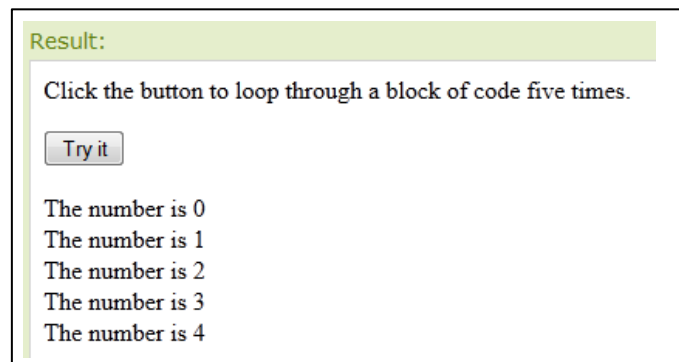 Result:
Click the button to loop through a block of code five times.
Try it
The number is 0
The number is 1
The number is 2
The number is 3
The number is 4